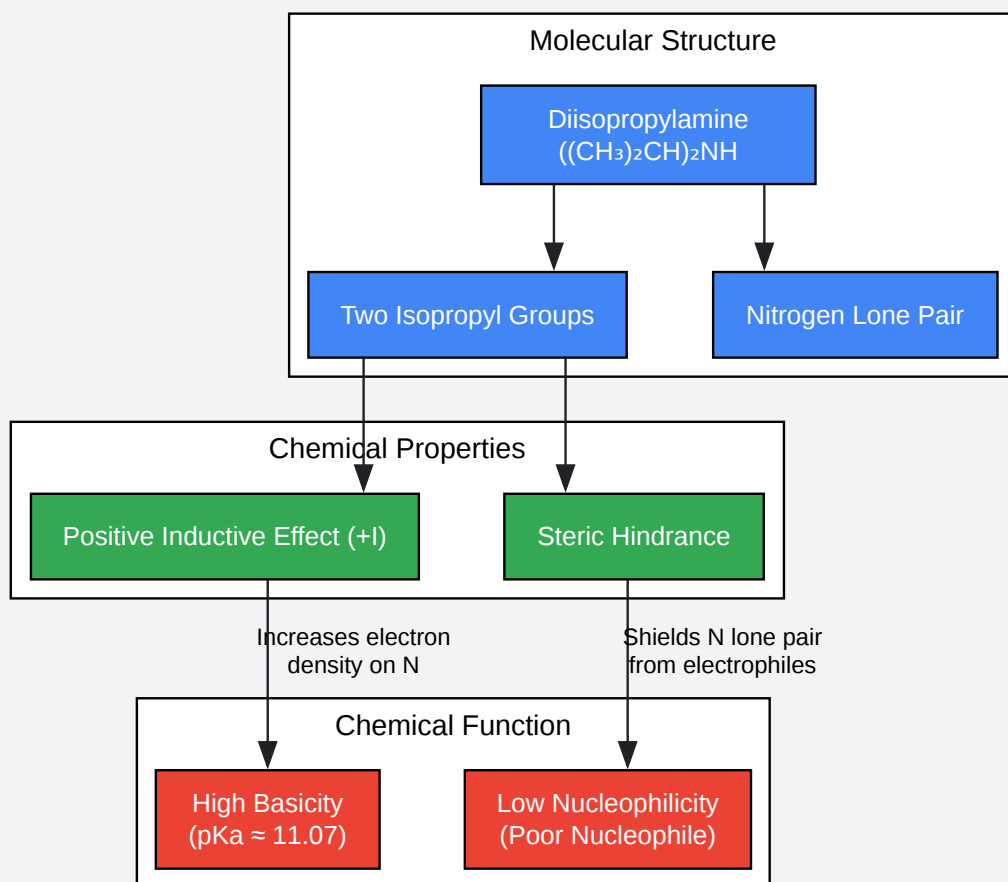 Molecular Structure
Diisopropylamine
((CH₃)₂CH)₂NH
Two Isopropyl Groups
Nitrogen Lone Pair
Chemical Properties
Positive Inductive Effect (+I)
Steric Hindrance
Increases electron
density on N
Shields N lone pair
from electrophiles
Chemical Function
High Basicity
(pKa ≈ 11.07)
Low Nucleophilicity
(Poor Nucleophile)